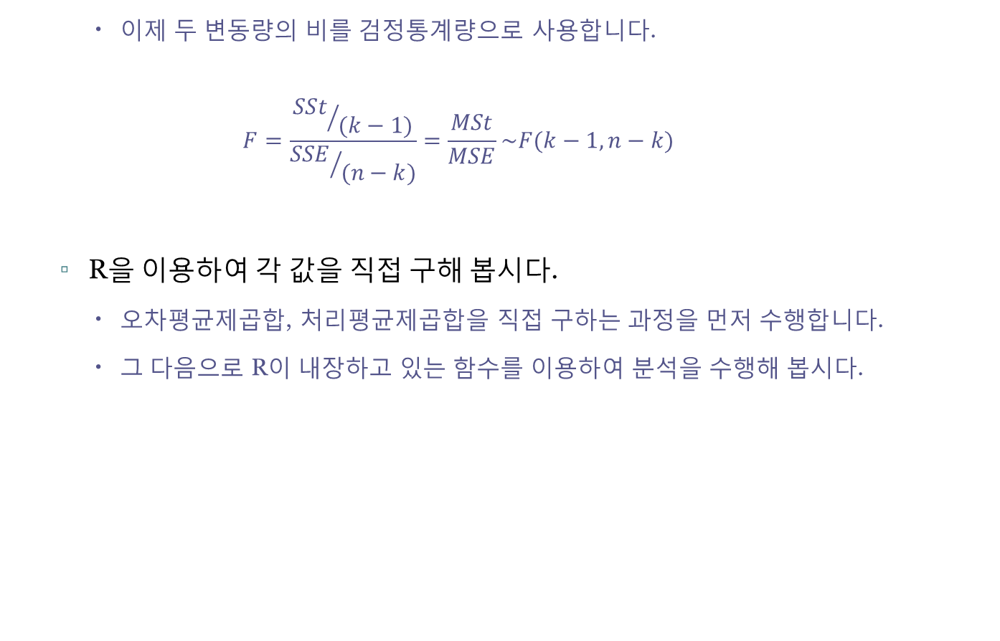 • 이제 두 변동량의 비를 검정통계량으로 사용합니다.
F = (SSt/(k − 1))/(SSE/(n − k)) = MSt/MSE ~F(k − 1, n − k)
▫ R을 이용하여 각 값을 직접 구해 봅시다.
• 오차평균제곱합, 처리평균제곱합을 직접 구하는 과정을 먼저 수행합니다.
• 그 다음으로 R이 내장하고 있는 함수를 이용하여 분석을 수행해 봅시다.